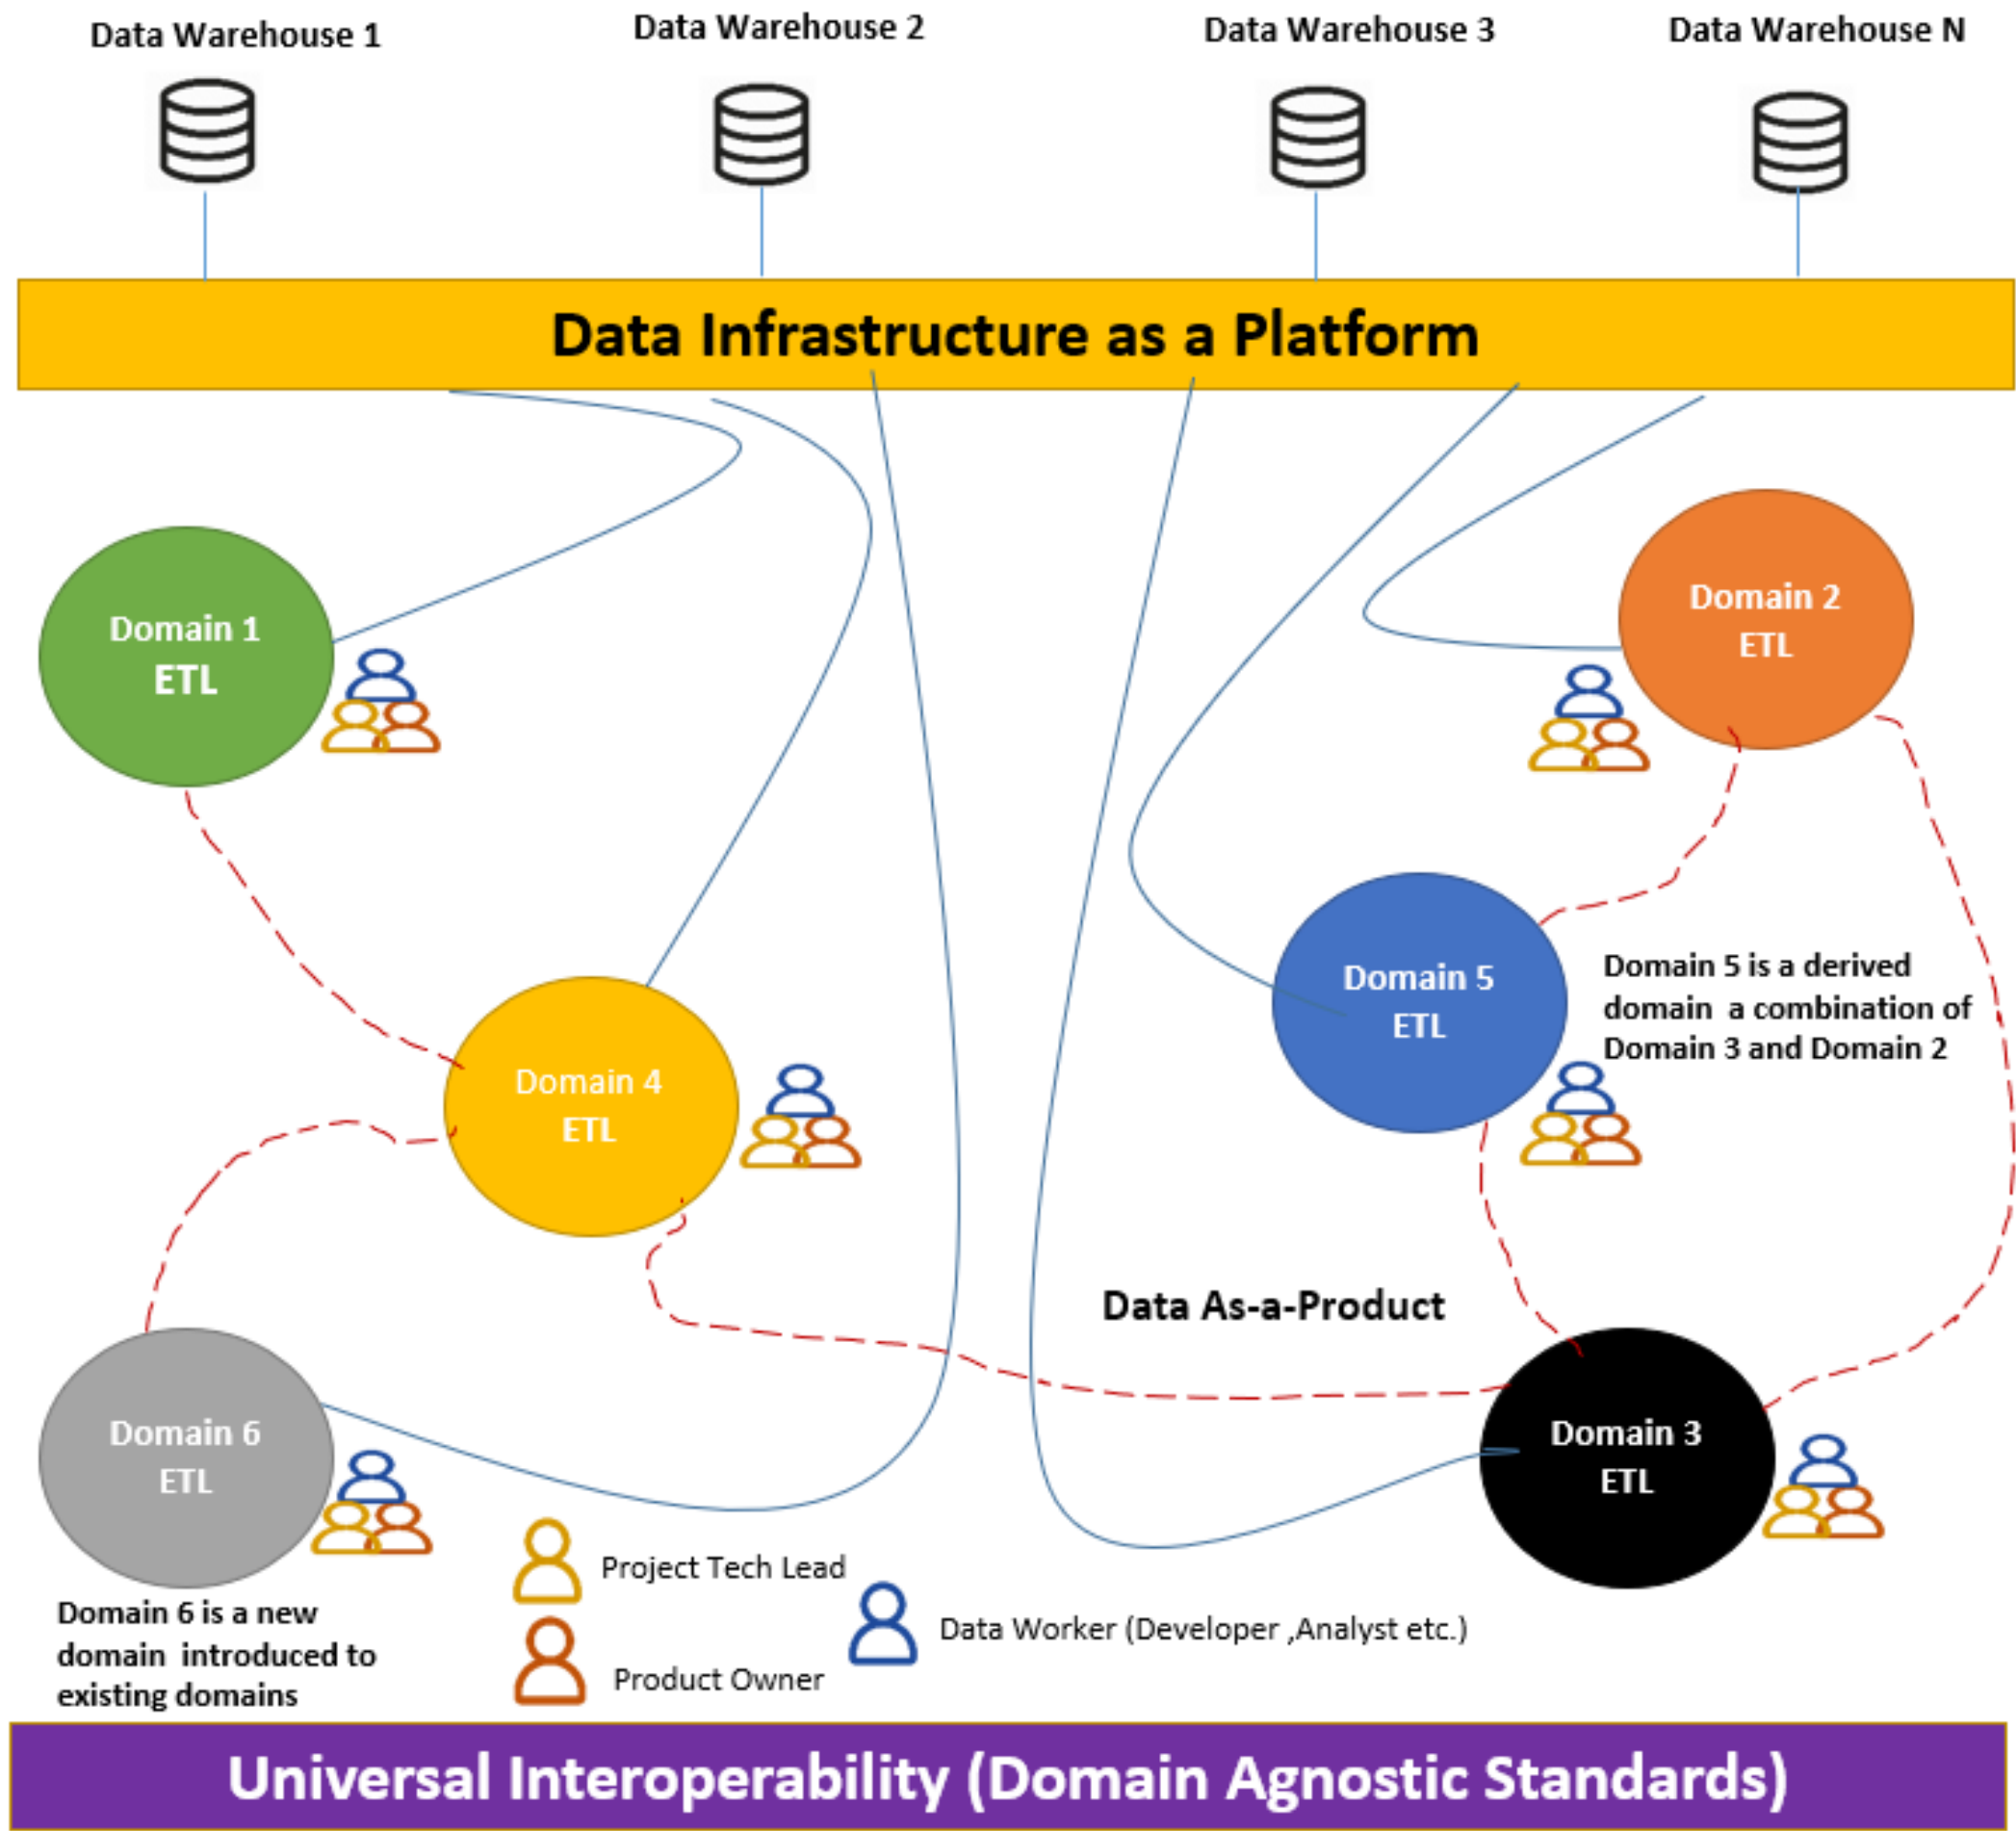 Data Warehouse 1
Data Warehouse 2
Data Warehouse 3
Data Warehouse N
Data Infrastructure as a Platform
Domain 1
ETL
Domain 2
ETL
Domain 5
ETL
Domain 5 is a derived
domain  a combination of
Domain 3 and Domain 2
Domain 4
ETL
Data As-a-Product
Domain 6
ETL
Domain 3
ETL
Domain 6 is a new
domain  introduced to
existing domains
Project Tech Lead
Data Worker (Developer ,Analyst etc.)
Product Owner
Universal Interoperability (Domain Agnostic Standards)